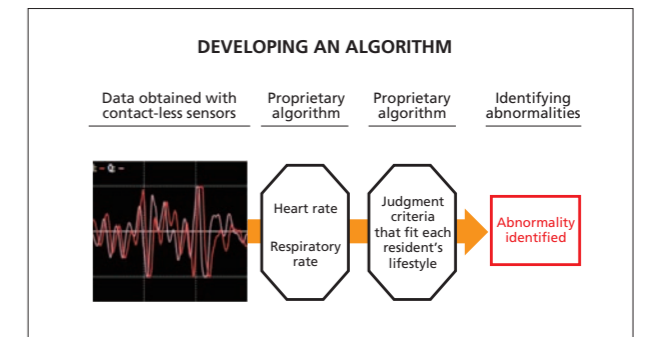 DEVELOPING AN ALGORITHM
Data obtained with
contact-less sensors
Proprietary
algorithm
Proprietary
algorithm
Identifying
abnormalities
Heart rate
Respiratory
rate
Judgment
criteria
that fit each
resident's
lifestyle
Abnormality
identified